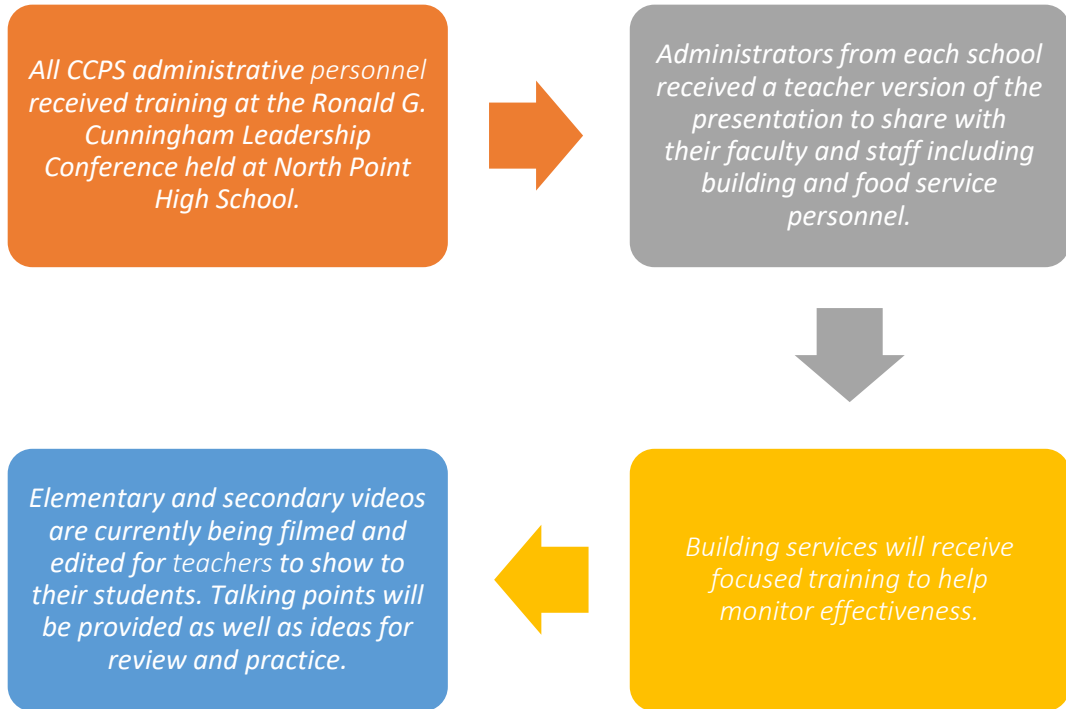 All CCPS administrative personnel
received training at the Ronald G.
Cunningham Leadership
Conference held at North Point
High School.
Administrators from each school
received a teacher version of the
presentation to share with
their faculty and staff including
building and food service
personnel.
Building services will receive
focused training to help
monitor effectiveness.
Elementary and secondary videos
are currently being filmed and
edited for teachers to show to
their students. Talking points will
be provided as well as ideas for
review and practice.